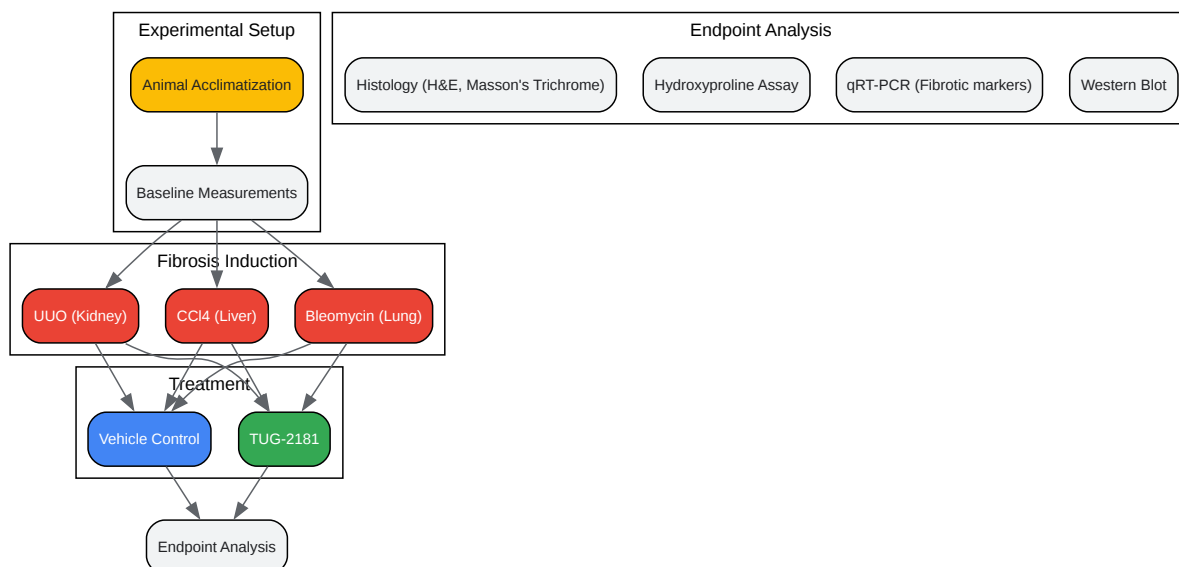 Experimental Setup
Animal Acclimatization
Baseline Measurements
Endpoint Analysis
Histology (H&E, Masson's Trichrome)
Hydroxyproline Assay
qRT-PCR (Fibrotic markers)
Western Blot
Fibrosis Induction
UUO (Kidney)
CCl4 (Liver)
Bleomycin (Lung)
Treatment
Vehicle Control
TUG-2181
Endpoint Analysis